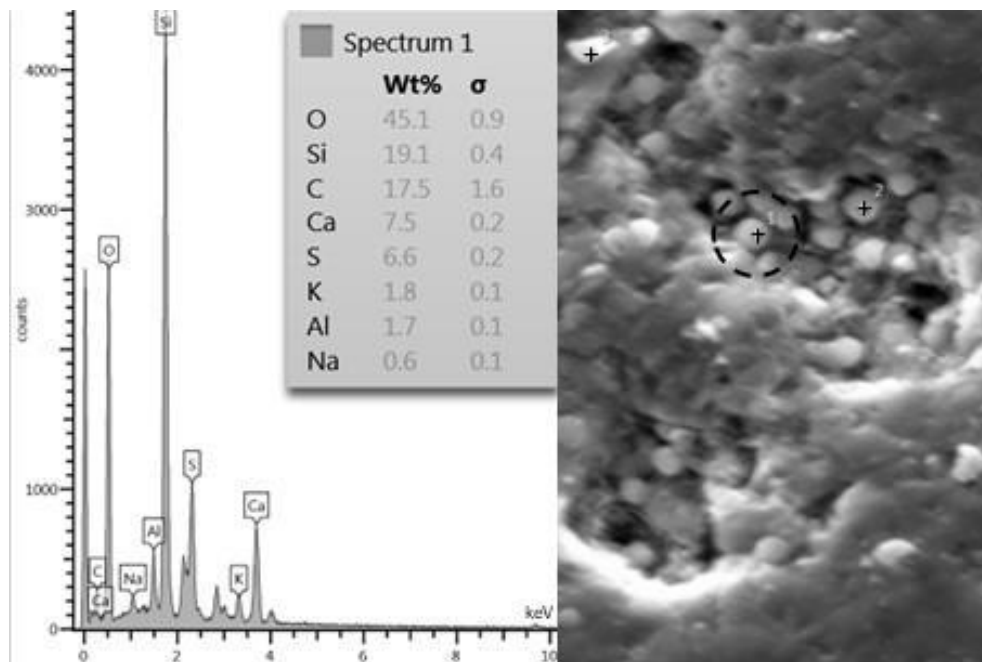 Spectrum 1
Wt% σ
O 45.1 0.9
Si 19.1 0.4
C 17.5 1.6
Ca 7.5 0.2
S 6.6 0.2
K 1.8 0.1
Al 1.7 0.1
Na 0.6 0.1
Si
4000
3000
O
counts
1000
S
Ca
Al
C
Na
K
Ca
keV
0
0 2 4 6 8 10
1
2